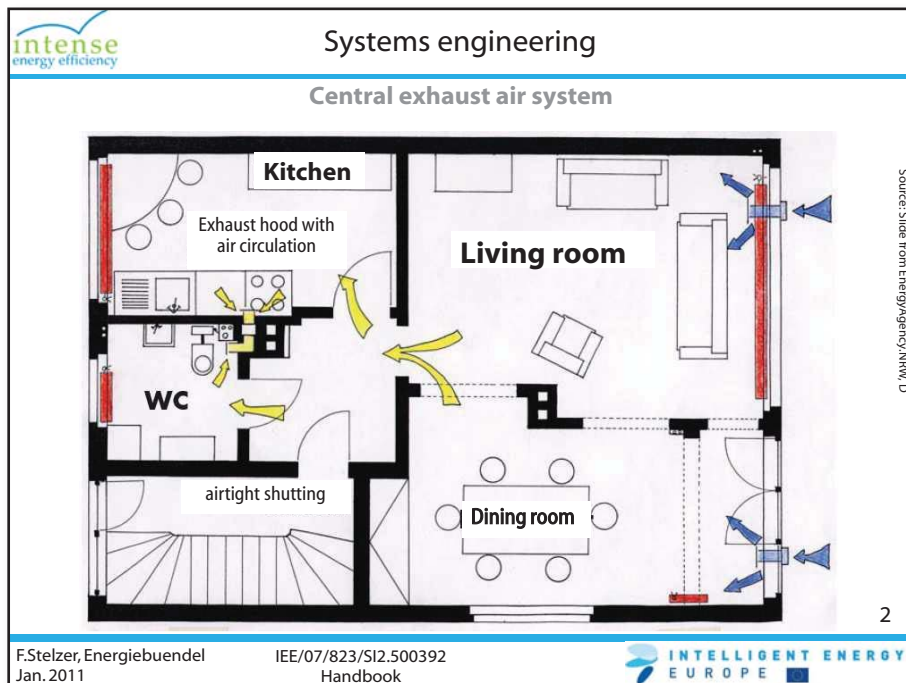 intense
energy efficiency
Systems engineering
Central exhaust air system
Kitchen
Exhaust hood with
air circulation
Living room
WC
airtight shutting
Dining room
Source: Slide from EnergyAgency.NRW, D
2
F.Stelzer, Energiebuendel
Jan. 2011
IEE/07/823/SI2.500392
Handbook
INTELLIGENT ENERGY
EUROPE